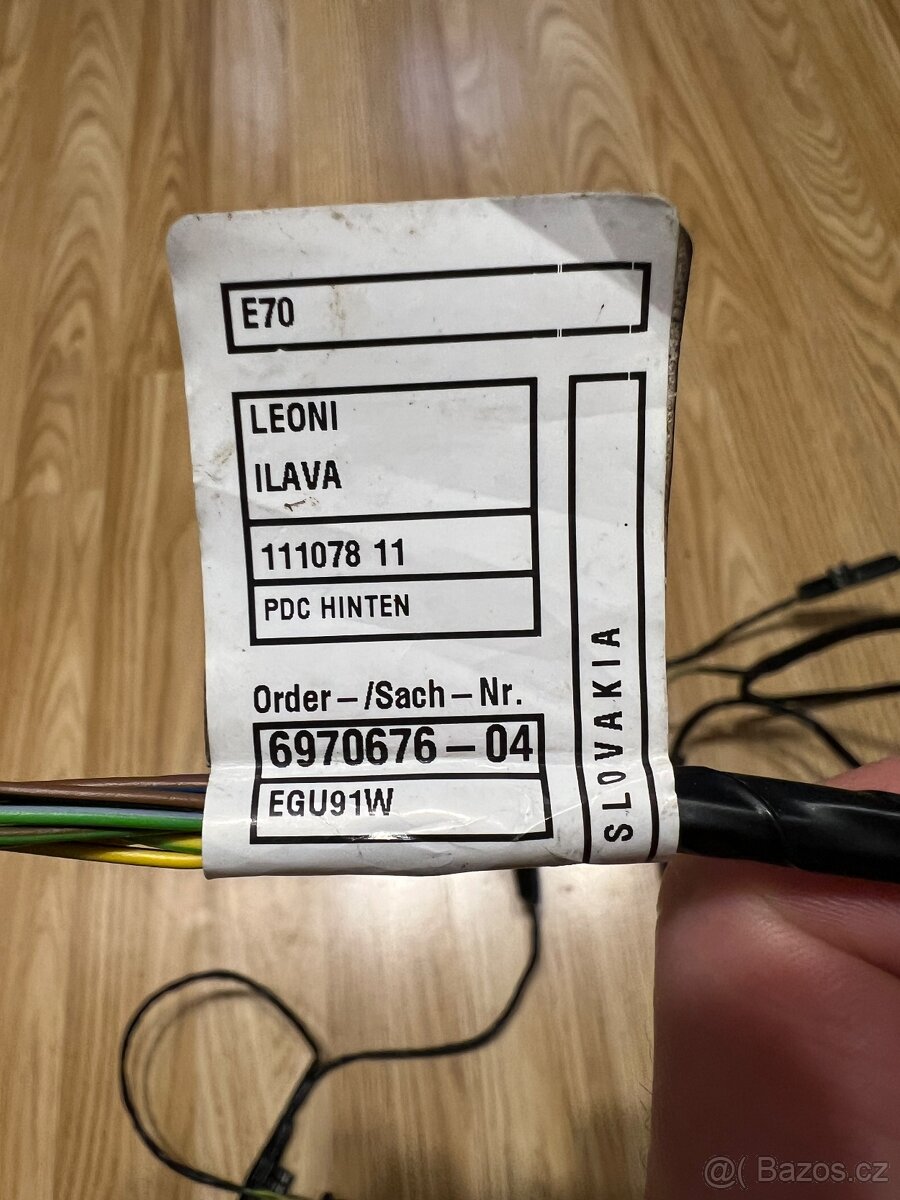 E70
LEONI
ILAVA
111078 11
PDC HINTEN
Order-/Sach-Nr.
6970676-04
EGU91W
SLOVAKIA
@( Bazos.cz